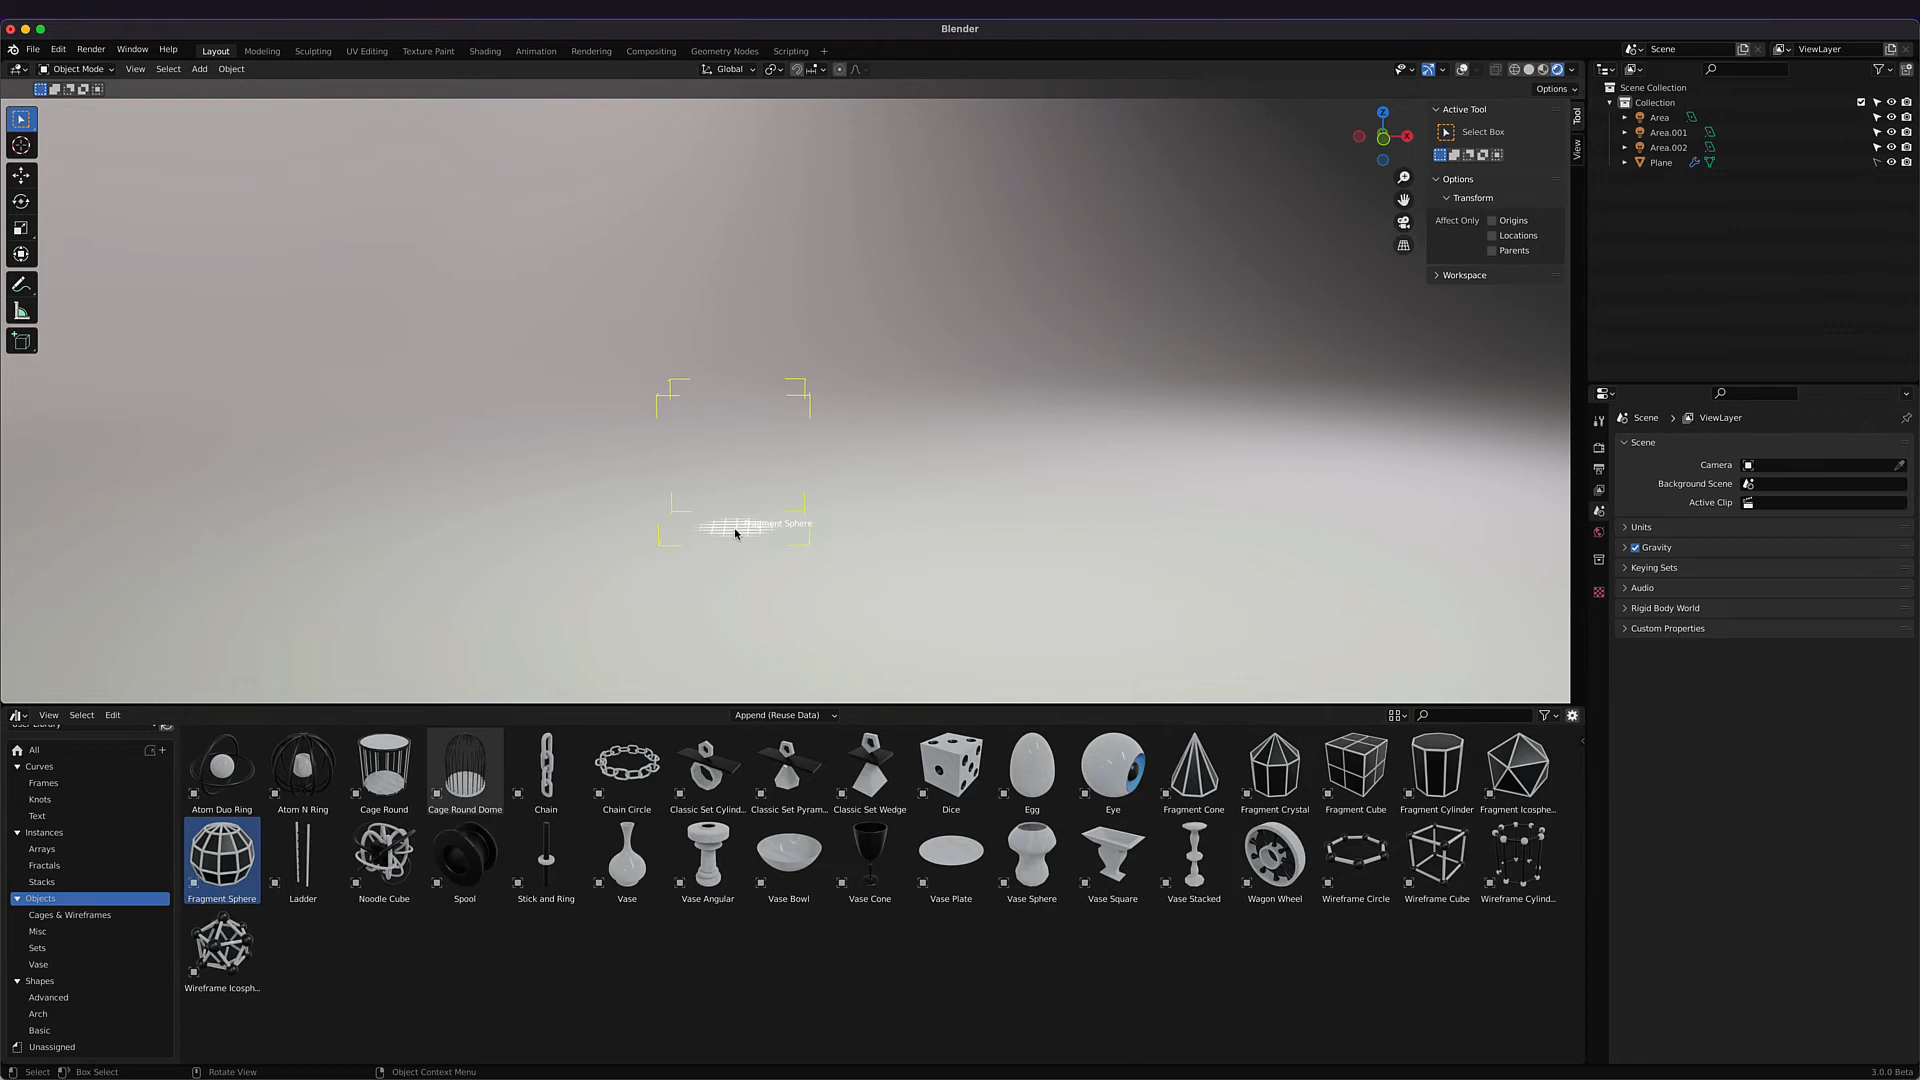 Blender
File Edit Render Window Help Layout Modeling Sculpting UV Editing Texture Paint Shading Animation Rendering Compositing Geometry Nodes Scripting + Scene ViewLayer
Object Mode View Select Add Object Global
Options
Active Tool
Select Box
Options
Transform
Affect Only Origins
Locations
Parents
Workspace
Tool
View
Fragment Sphere
Z
X
Scene Collection
Collection
Area
Area.001
Area.002
Plane
Scene > ViewLayer
Scene
Camera
Background Scene
Active Clip
Units
Gravity
Keying Sets
Audio
Rigid Body World
Custom Properties
View Select Edit Append (Reuse Data)
All
Curves
Frames
Knots
Text
Instances
Arrays
Fractals
Stacks
Objects
Cages & Wireframes
Misc
Sets
Vase
Shapes
Advanced
Arch
Basic
Unassigned
Atom Duo Ring Atom N Ring Cage Round Cage Round Dome Chain Chain Circle Classic Set Cylind... Classic Set Pyram... Classic Set Wedge Dice Egg Eye Fragment Cone Fragment Crystal Fragment Cube Fragment Cylinder Fragment Icosphe...
Fragment Sphere Ladder Noodle Cube Spool Stick and Ring Vase Vase Angular Vase Bowl Vase Cone Vase Plate Vase Sphere Vase Square Vase Stacked Wagon Wheel Wireframe Circle Wireframe Cube Wireframe Cylind...
Wireframe Icosph...
Select Box Select Rotate View Object Context Menu 3.0.0 Beta